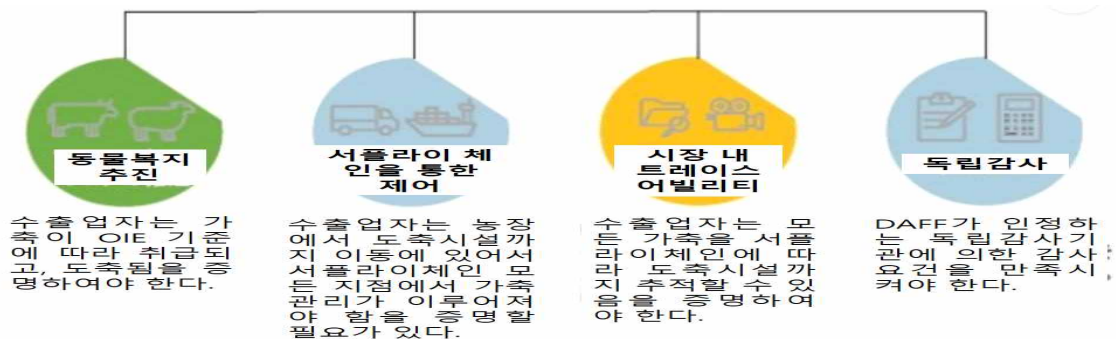 동물복지
추진
수출업자는 가
축이 OIE 기준
에 따라 취급되
고, 도축됨을 증
명하여야 한다.
서플라이 체
인을 통한
제어
수출업자는 농장
에서 도축시설까
지 이동에 있어서
서플라이체인 모
든 지점에서 가축
관리가 이루어져
야 함을 증명할
필요가 있다.
시장 내
트레이스
어빌리티
수출업자는 모
든 가축을 서플
라이체인에 따
라 도축시설까
지 추적할 수 있
음을 증명하여
야 한다.
독립감사
DAFF가 인정하
는 독립감사기
관에 의한 감사
요건을 만족시
켜야 한다.